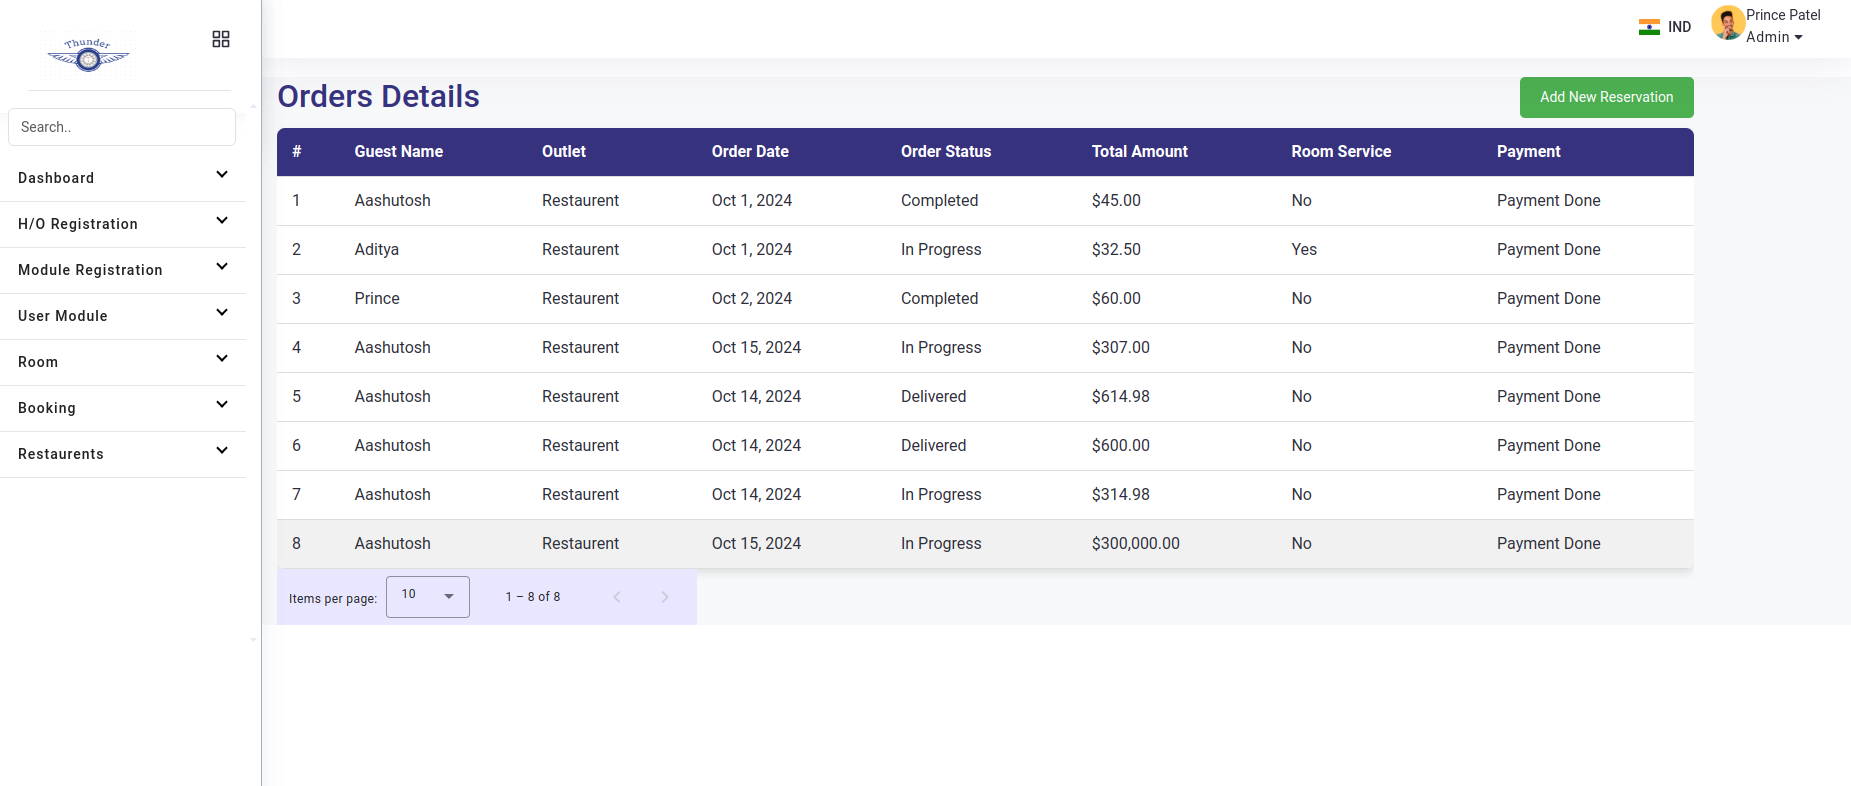 Thunder
Search..
Dashboard
H/O Registration
Module Registration
User Module
Room
Booking
Restaurents
IND
Prince Patel
Admin
Orders Details
Add New Reservation
# Guest Name Outlet Order Date Order Status Total Amount Room Service Payment
1 Aashutosh Restaurent Oct 1, 2024 Completed $45.00 No Payment Done
2 Aditya Restaurent Oct 1, 2024 In Progress $32.50 Yes Payment Done
3 Prince Restaurent Oct 2, 2024 Completed $60.00 No Payment Done
4 Aashutosh Restaurent Oct 15, 2024 In Progress $307.00 No Payment Done
5 Aashutosh Restaurent Oct 14, 2024 Delivered $614.98 No Payment Done
6 Aashutosh Restaurent Oct 14, 2024 Delivered $600.00 No Payment Done
7 Aashutosh Restaurent Oct 14, 2024 In Progress $314.98 No Payment Done
8 Aashutosh Restaurent Oct 15, 2024 In Progress $300,000.00 No Payment Done
Items per page: 10 1 – 8 of 8